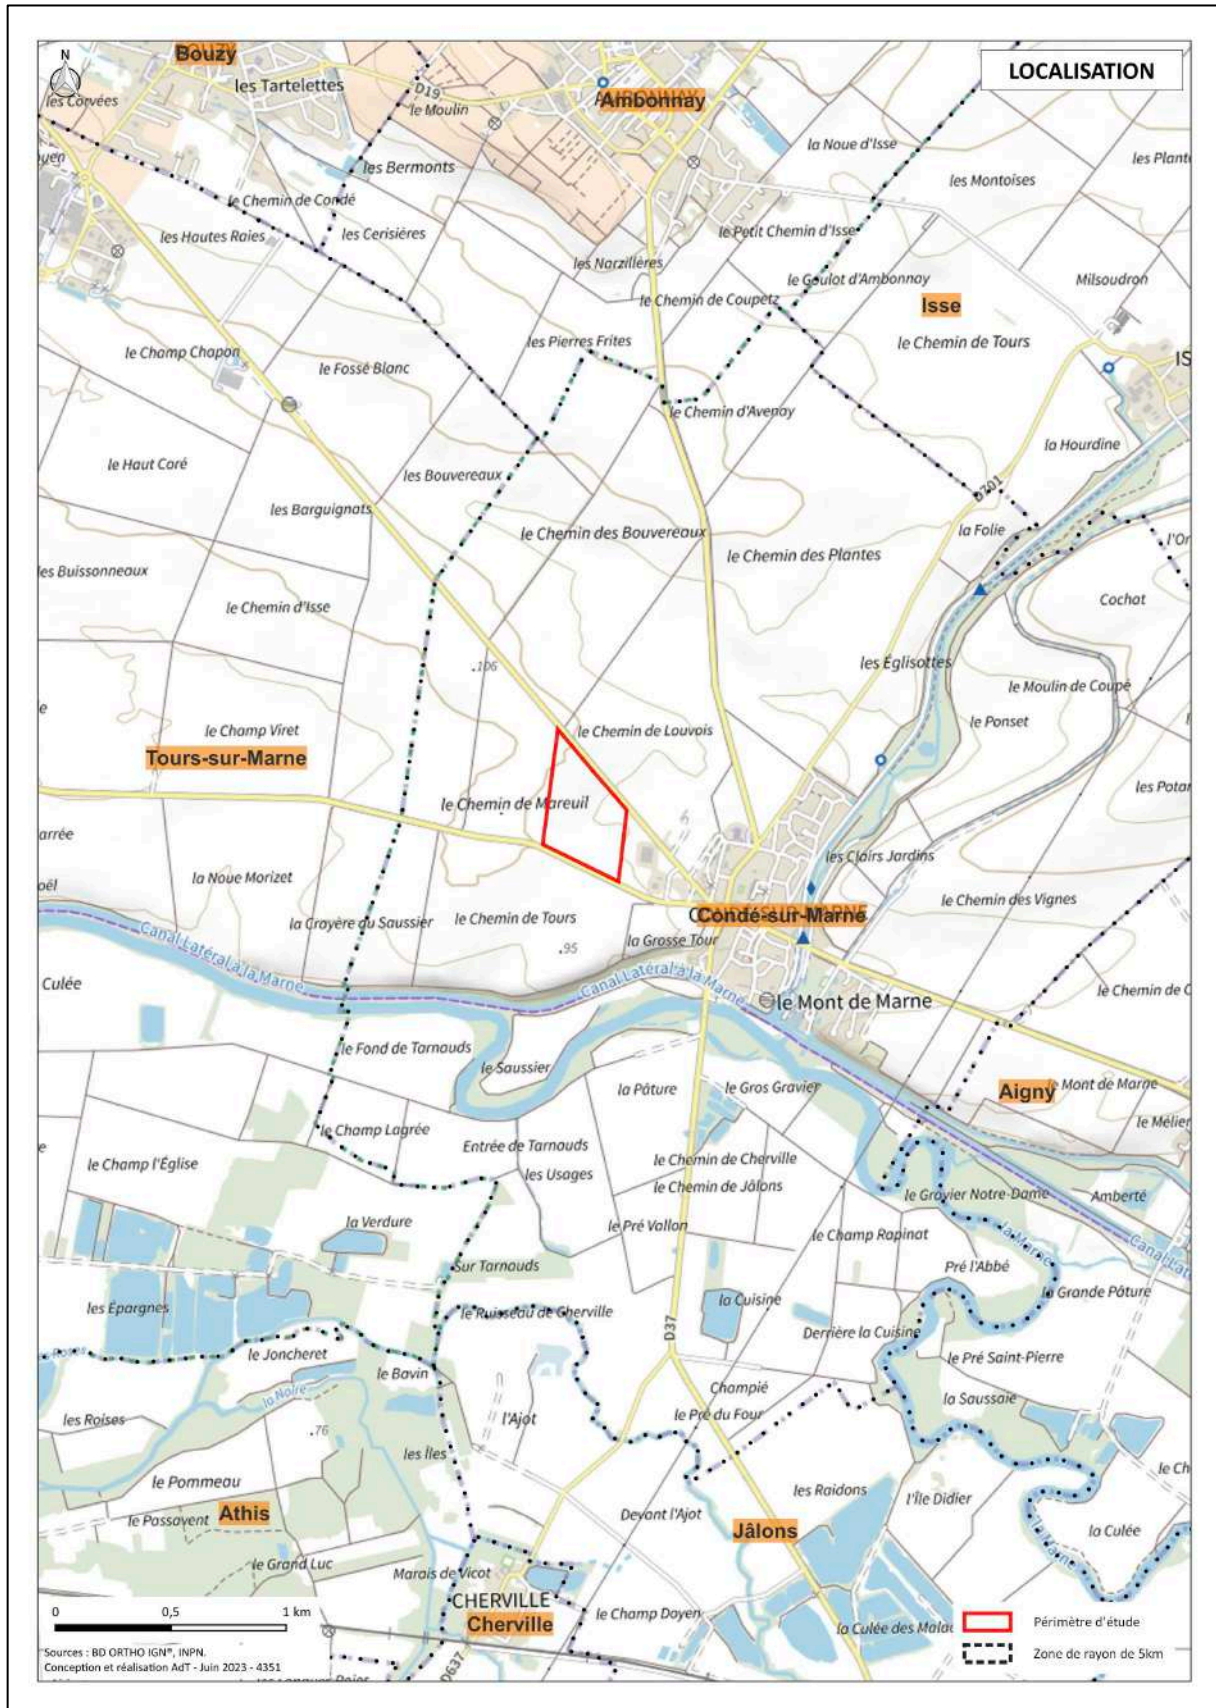 LOCALISATION
N
Bouzy
les Tartelettes
les Corvées
D19
le Moulin
Ambonnay
la Noue d'Isse
les Bermonts
les Montoises
le Chemin de Condé
les Hautes Raies
les Cerisières
le Petit Chemin d'Isse
les Narzillères
le Goulot d'Ambonnay
Milsoudron
le Chemin de Coupetz
Isse
les Pierres Frites
le Chemin de Tours
le Champ Chapon
le Fossé Blanc
le Chemin d'Avenay
la Hourdine
le Haut Coré
les Bouvereaux
D701
les Barguignats
le Chemin des Bouvereaux
la Folie
le Chemin des Plantes
les Buissonneaux
le Chemin d'Isse
Cochat
.106
les Églisottes
le Moulin de Coupé
le Ponset
le Champ Viret
le Chemin de Louvois
Tours-sur-Marne
le Chemin de Mareuil
les Clairs Jardins
la Noue Morizet
le Chemin des Vignes
la Crayère du Saussier
le Chemin de Tours
Condé-sur-Marne
la Grosse Tour
.95
Canal Latéral à la Marne
Canal Latéral à la Marne
Culée
le Mont de Marne
le Fond de Tarnauds
le Saussier
la Pâture
le Gros Gravier
Aigny
le Mont de Marne
le Champ Lagrée
Entrée de Tarnauds
le Champ l'Église
les Usages
le Chemin de Cherville
le Chemin de Jâlons
le Gravier Notre-Dame
Amberté
la Verdure
le Pré Vallon
le Champ Rapinat
la Marne
Sur Tarnauds
Pré l'Abbé
la Grande Pâture
les Épargnes
le Ruisseau de Cherville
la Cuisine
D37
Derrière la Cuisine
le Joncheret
le Pré Saint-Pierre
le Bavin
la Noire
Champié
la Saussaie
les Roises
l'Ajot
le Pré du Four
.76
les Îles
le Pommeau
les Raidons
l'Île Didier
le Passavent
Athis
Devant l'Ajot
Jâlons
la Culée
la Marne
le Grand Luc
Marais de Vicot
CHERVILLE
Cherville
le Champ Doyen
D637
0 0,5 1 km
Périmètre d'étude
Zone de rayon de 5km
Sources : BD ORTHO IGN®, INPN.
Conception et réalisation AdT - Juin 2023 - 4351